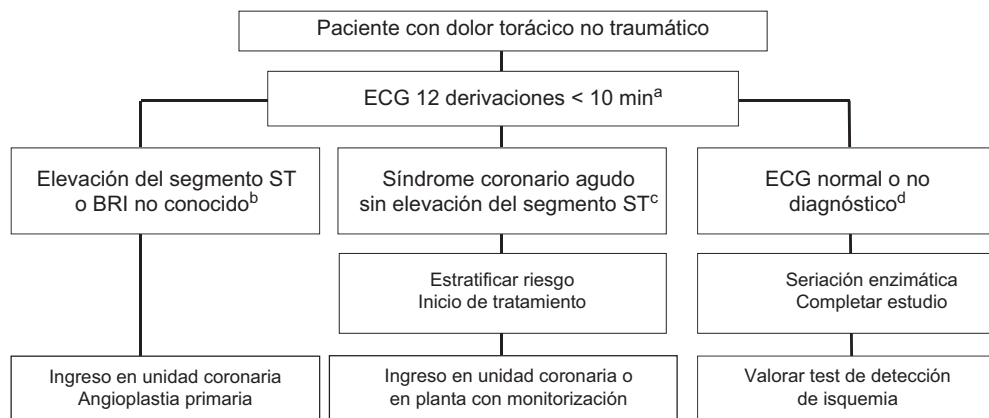 Paciente con dolor torácico no traumático
ECG 12 derivaciones < 10 minᵃ
Elevación del segmento ST
o BRI no conocidoᵇ
Síndrome coronario agudo
sin elevación del segmento STᶜ
ECG normal o no
diagnósticoᵈ
Estratificar riesgo
Inicio de tratamiento
Seriación enzimática
Completar estudio
Ingreso en unidad coronaria
Angioplastia primaria
Ingreso en unidad coronaria o
en planta con monitorización
Valorar test de detección
de isquemia